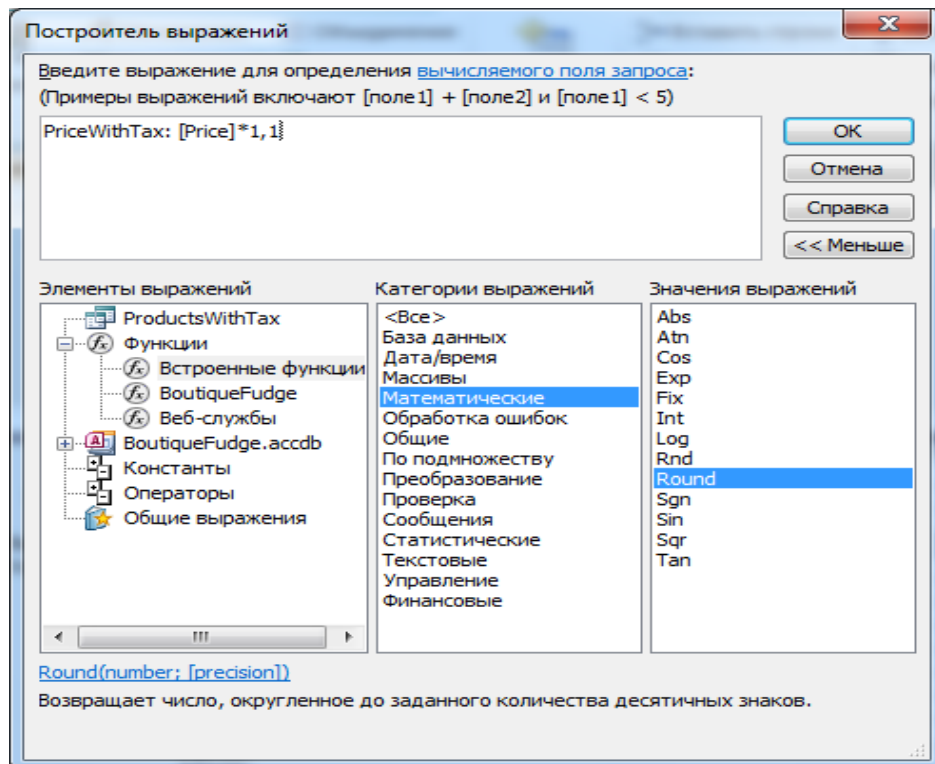 Построитель выражений
Введите выражение для определения вычисляемого поля запроса:
(Примеры выражений включают [поле1] + [поле2] и [поле1] < 5)
PriceWithTax: [Price]*1,1
ОК
Отмена
Справка
<< Меньше
Элементы выражений
ProductsWithTax
Функции
Встроенные функции
BoutiqueFudge
Веб-службы
BoutiqueFudge.accdb
Константы
Операторы
Общие выражения
Категории выражений
<Все>
База данных
Дата/время
Массивы
Математические
Обработка ошибок
Общие
По подмножеству
Преобразование
Проверка
Сообщения
Статистические
Текстовые
Управление
Финансовые
Значения выражений
Abs
Atn
Cos
Exp
Fix
Int
Log
Rnd
Round
Sgn
Sin
Sqr
Tan
Round(number; [precision])
Возвращает число, округленное до заданного количества десятичных знаков.